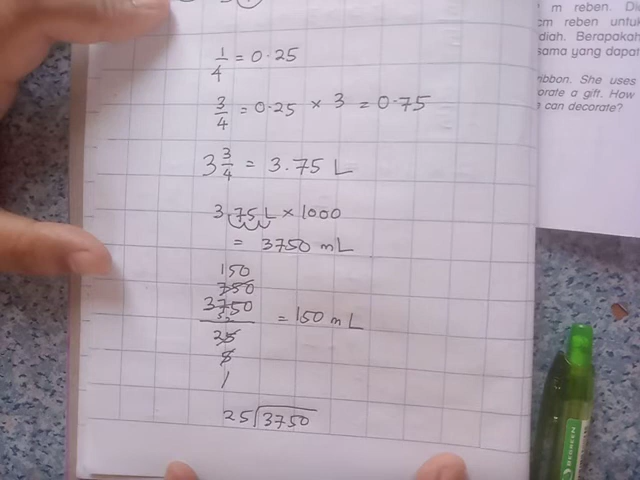 1/4 = 0.25
3/4 = 0.25 × 3 = 0.75
3 3/4 = 3.75 L
3.75 L × 1000
= 3750 mL
150
750
3750 = 150 mL
25
5
1
25 3750
m reben. Di
cm reben untuk
diah. Berapakah
sama yang dapat
ribbon. She uses
orate a gift. How
can decorate?